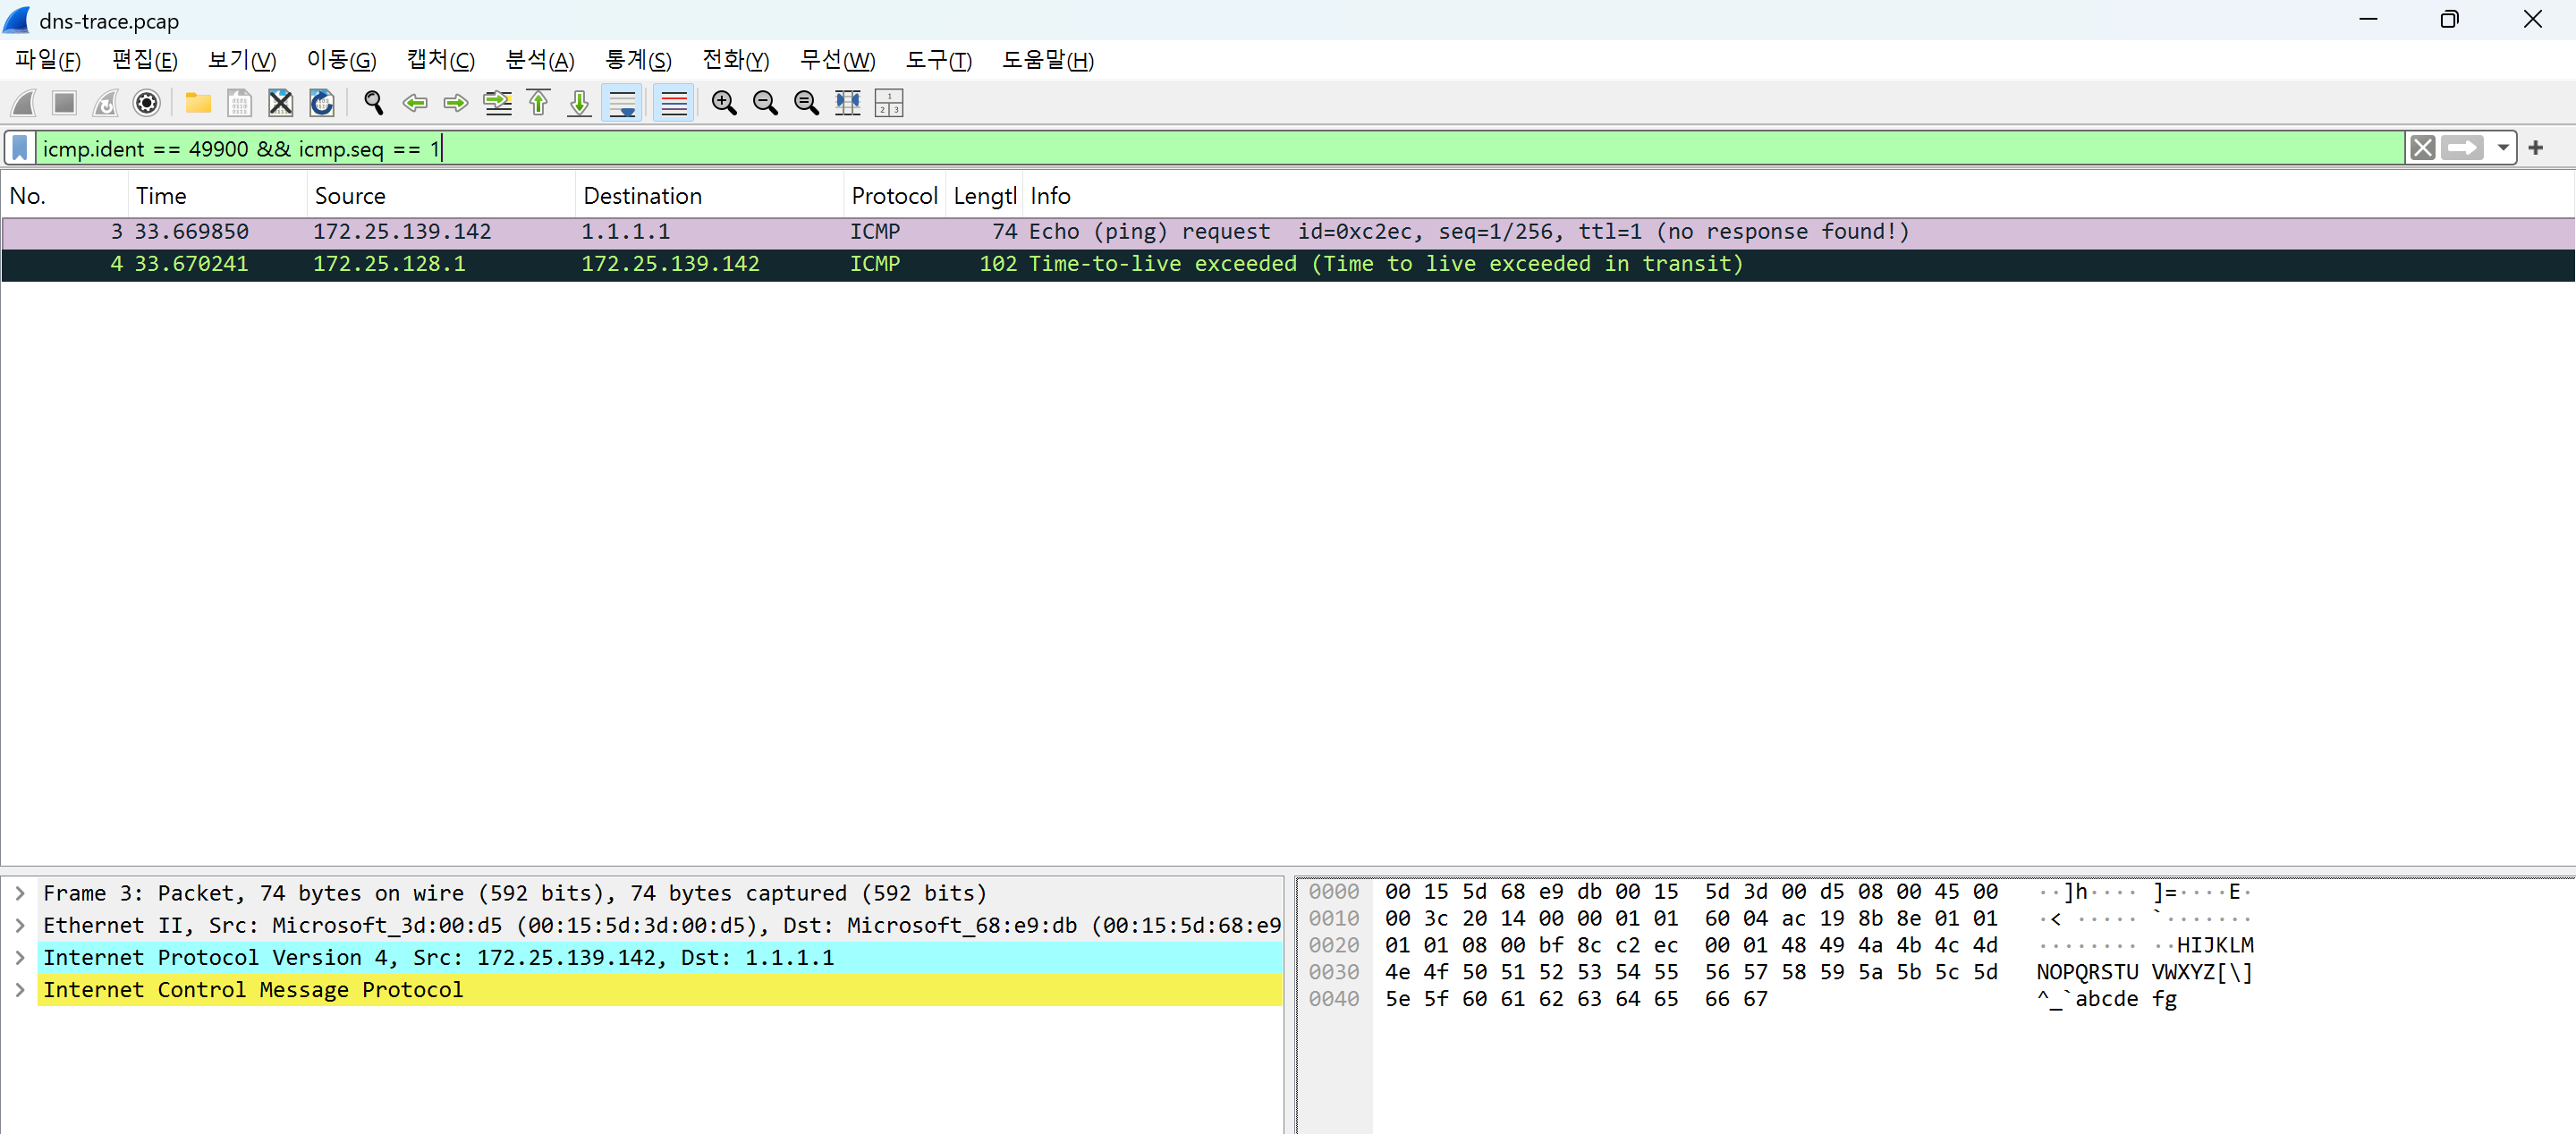 dns-trace.pcap
파일(F) 편집(E) 보기(V) 이동(G) 캡처(C) 분석(A) 통계(S) 전화(Y) 무선(W) 도구(T) 도움말(H)
icmp.ident == 49900 && icmp.seq == 1
No. Time Source Destination Protocol Lengtl Info
3 33.669850 172.25.139.142 1.1.1.1 ICMP 74 Echo (ping) request id=0xc2ec, seq=1/256, ttl=1 (no response found!)
4 33.670241 172.25.128.1 172.25.139.142 ICMP 102 Time-to-live exceeded (Time to live exceeded in transit)
Frame 3: Packet, 74 bytes on wire (592 bits), 74 bytes captured (592 bits)
Ethernet II, Src: Microsoft_3d:00:d5 (00:15:5d:3d:00:d5), Dst: Microsoft_68:e9:db (00:15:5d:68:e9
Internet Protocol Version 4, Src: 172.25.139.142, Dst: 1.1.1.1
Internet Control Message Protocol
0000 00 15 5d 68 e9 db 00 15 5d 3d 00 d5 08 00 45 00 ··]h···· ]=····E·
0010 00 3c 20 14 00 00 01 01 60 04 ac 19 8b 8e 01 01 ·< ····· `·······
0020 01 01 08 00 bf 8c c2 ec 00 01 48 49 4a 4b 4c 4d ········ ··HIJKLM
0030 4e 4f 50 51 52 53 54 55 56 57 58 59 5a 5b 5c 5d NOPQRSTU VWXYZ[\]
0040 5e 5f 60 61 62 63 64 65 66 67 ^_`abcde fg